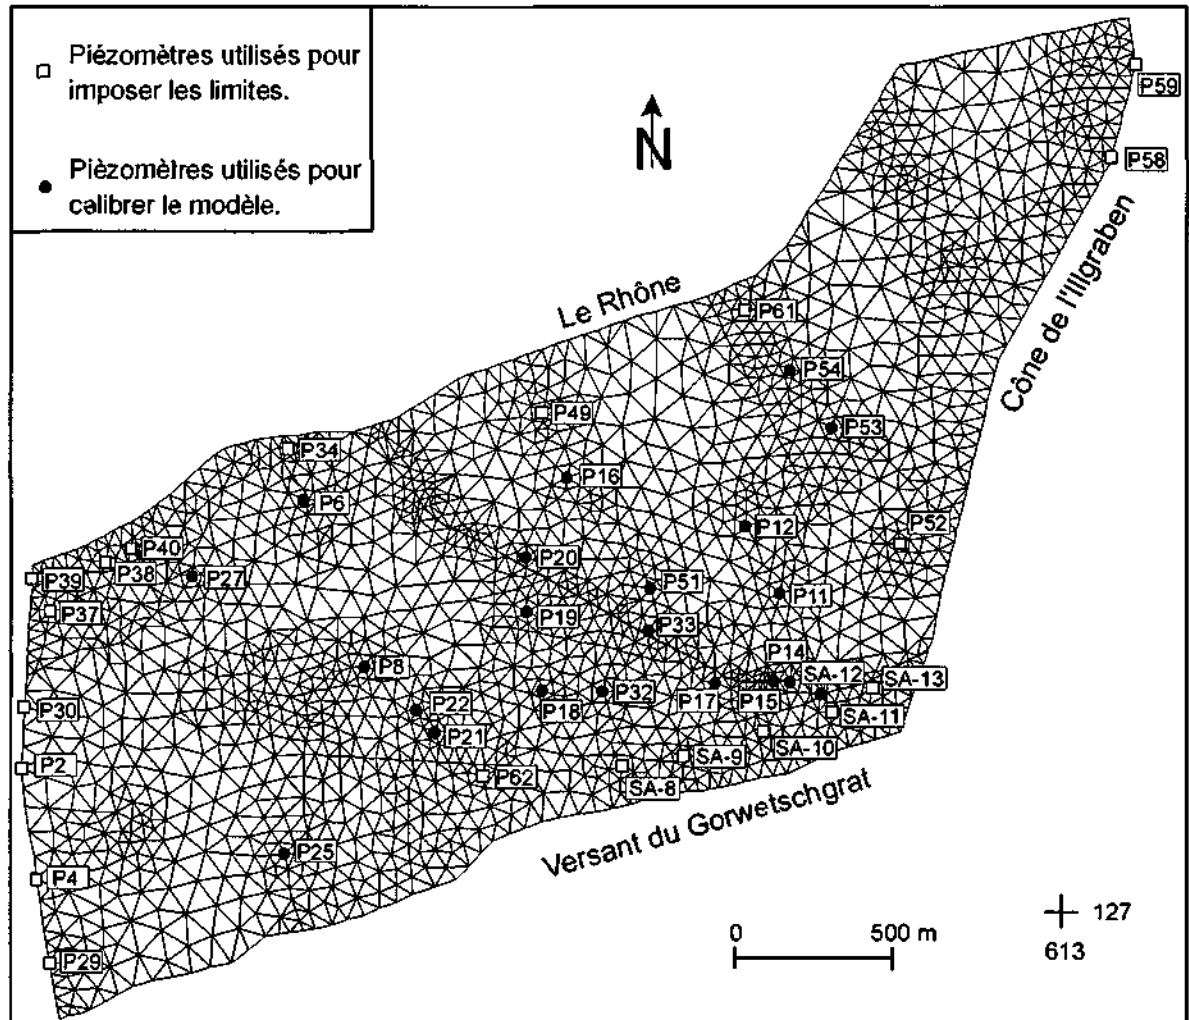 Piézomètres utilisés pour
imposer les limites.
Pièzomètres utilisés pour
calibrer le modèle.
N
P59
P58
Cône de l'Illgraben
Le Rhône
P61
P54
P49
P53
P34
P16
P6
P12
P52
P40
P20
P39
P38
P27
P51
P11
P37
P19
P33
P14
P8
SA-12
SA-13
P22
P32
P17
P15
P30
P18
SA-11
P21
SA-10
P2
P62
SA-9
SA-8
Versant du Gorwetschgrat
P25
P4
127
0 500 m
613
P29